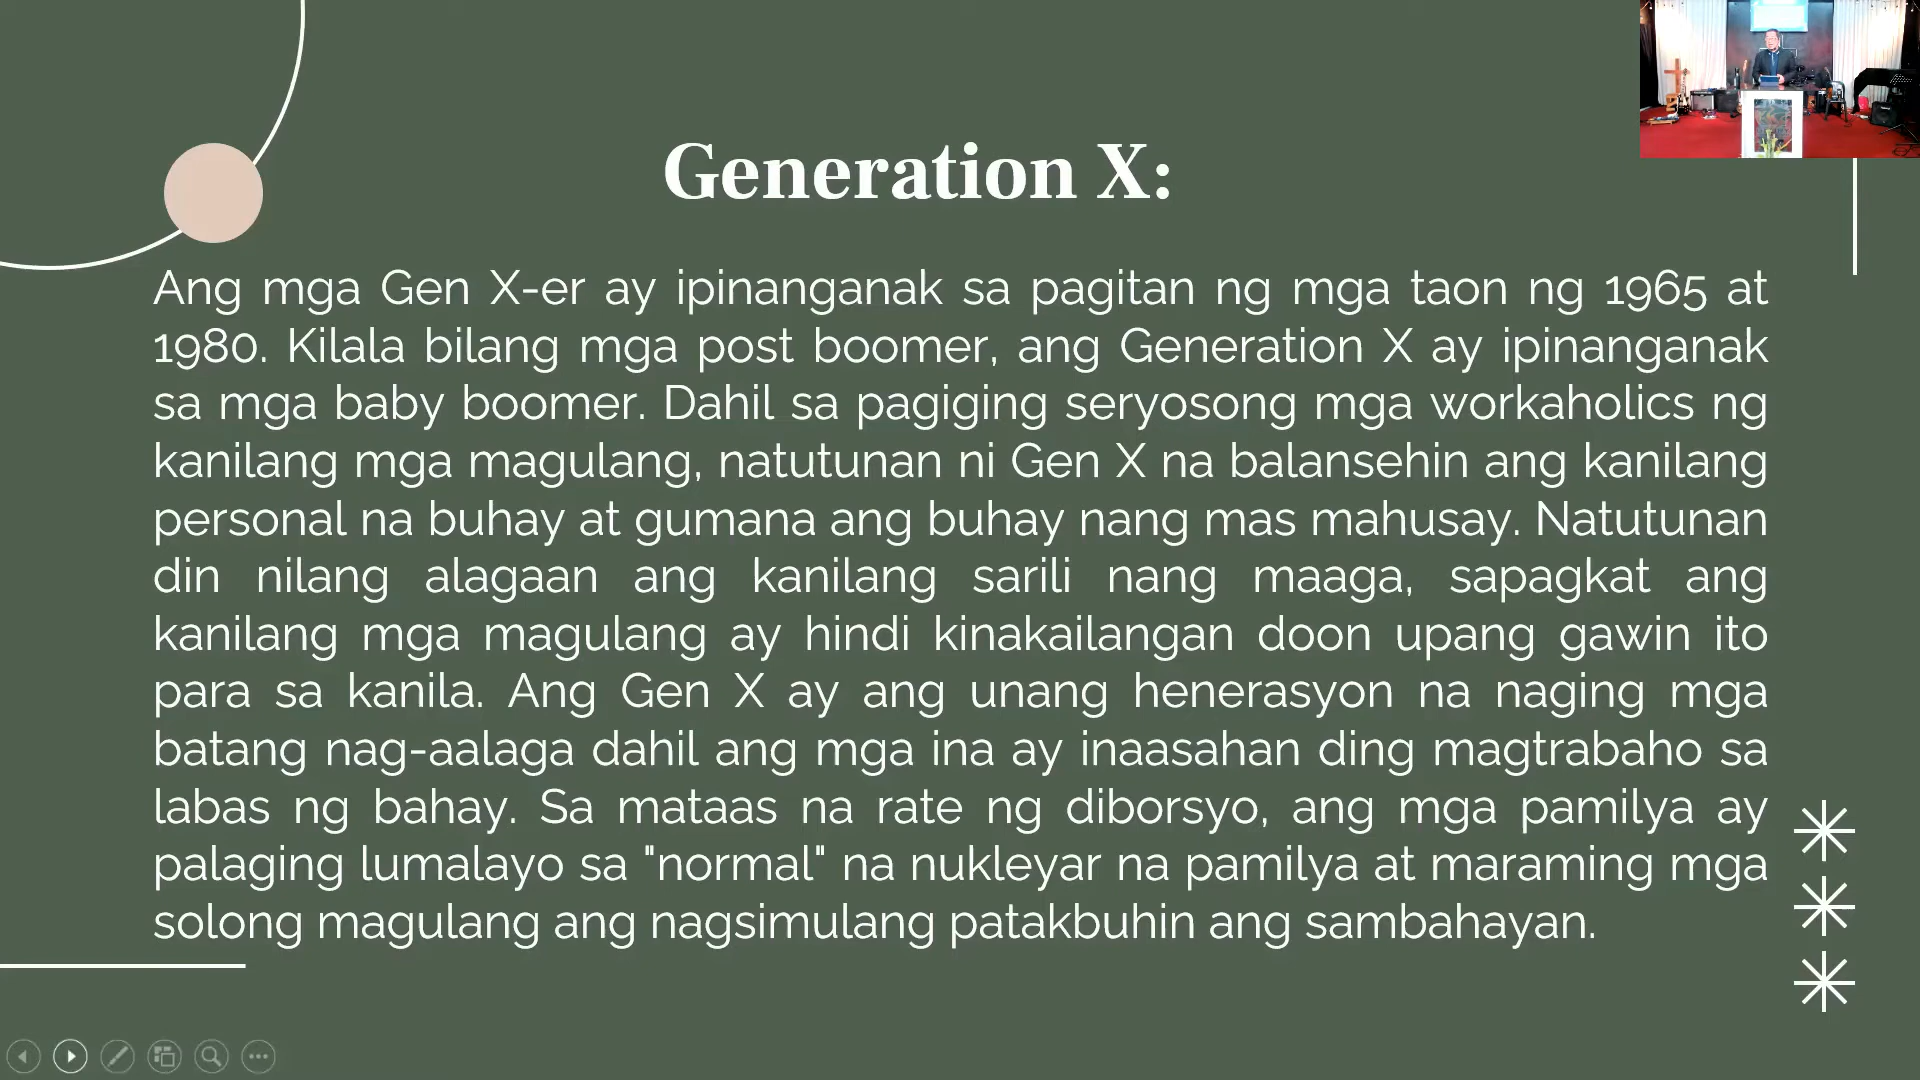 Generation X:
Ang mga Gen X-er ay ipinanganak sa pagitan ng mga taon ng 1965 at
1980. Kilala bilang mga post boomer, ang Generation X ay ipinanganak
sa mga baby boomer. Dahil sa pagiging seryosong mga workaholics ng
kanilang mga magulang, natutunan ni Gen X na balansehin ang kanilang
personal na buhay at gumana ang buhay nang mas mahusay. Natutunan
din nilang alagaan ang kanilang sarili nang maaga, sapagkat ang
kanilang mga magulang ay hindi kinakailangan doon upang gawin ito
para sa kanila. Ang Gen X ay ang unang henerasyon na naging mga
batang nag-aalaga dahil ang mga ina ay inaasahan ding magtrabaho sa
labas ng bahay. Sa mataas na rate ng diborsyo, ang mga pamilya ay
palaging lumalayo sa "normal" na nukleyar na pamilya at maraming mga
solong magulang ang nagsimulang patakbuhin ang sambahayan.